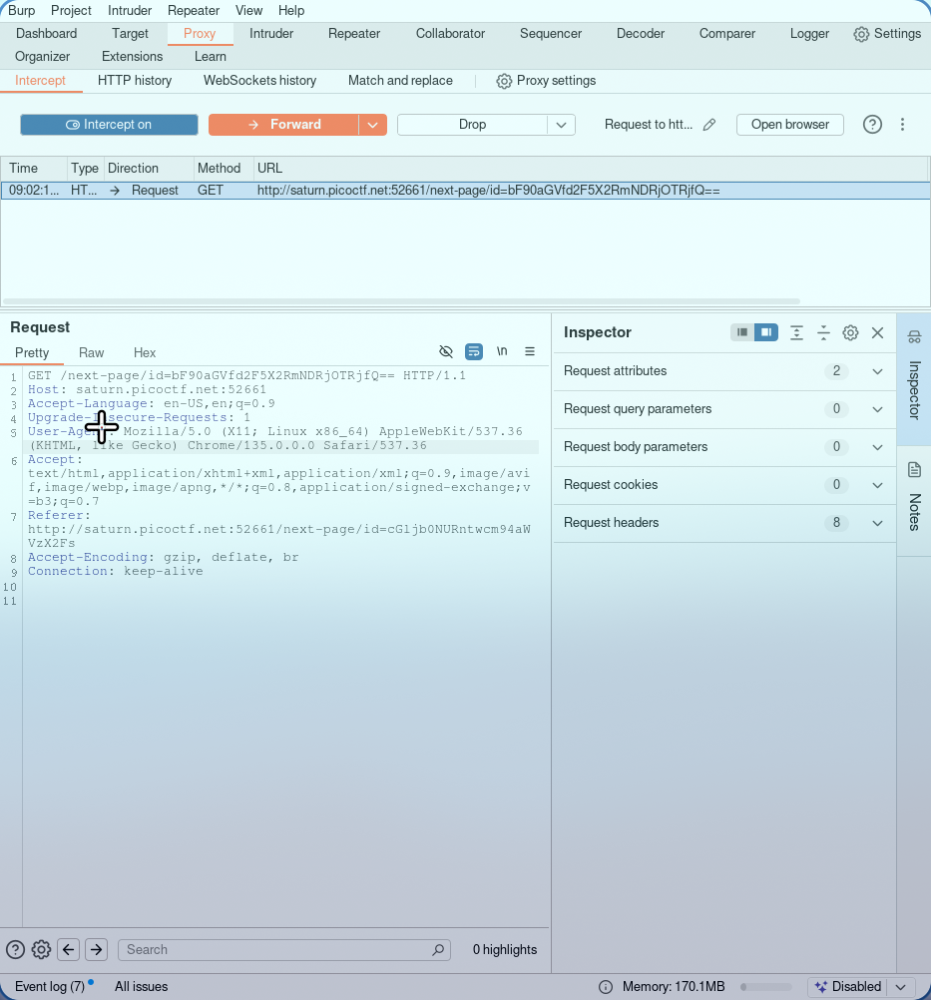 Burp Project Intruder Repeater View Help
Dashboard Target Proxy Intruder Repeater Collaborator Sequencer Decoder Comparer Logger Settings
Organizer Extensions Learn
Intercept HTTP history WebSockets history Match and replace Proxy settings
Intercept on Forward Drop Request to htt... Open browser
Time Type Direction Method URL
09:02:1... HT... Request GET http://saturn.picoctf.net:52661/next-page/id=bF90aGVfd2F5X2RmNDRjOTRjfQ==
Request
Pretty Raw Hex \n
1 GET /next-page/id=bF90aGVfd2F5X2RmNDRjOTRjfQ== HTTP/1.1
2 Host: saturn.picoctf.net:52661
3 Accept-Language: en-US,en;q=0.9
4 Upgrade-Insecure-Requests: 1
5 User-Agent: Mozilla/5.0 (X11; Linux x86_64) AppleWebKit/537.36
(KHTML, like Gecko) Chrome/135.0.0.0 Safari/537.36
6 Accept:
text/html,application/xhtml+xml,application/xml;q=0.9,image/avi
f,image/webp,image/apng,*/*;q=0.8,application/signed-exchange;v
=b3;q=0.7
7 Referer:
http://saturn.picoctf.net:52661/next-page/id=cGljb0NURntwcm94aW
VzX2Fs
8 Accept-Encoding: gzip, deflate, br
9 Connection: keep-alive
10
11
Inspector
Request attributes 2
Request query parameters 0
Request body parameters 0
Request cookies 0
Request headers 8
Inspector
Notes
Search 0 highlights
Event log (7) All issues Memory: 170.1MB Disabled